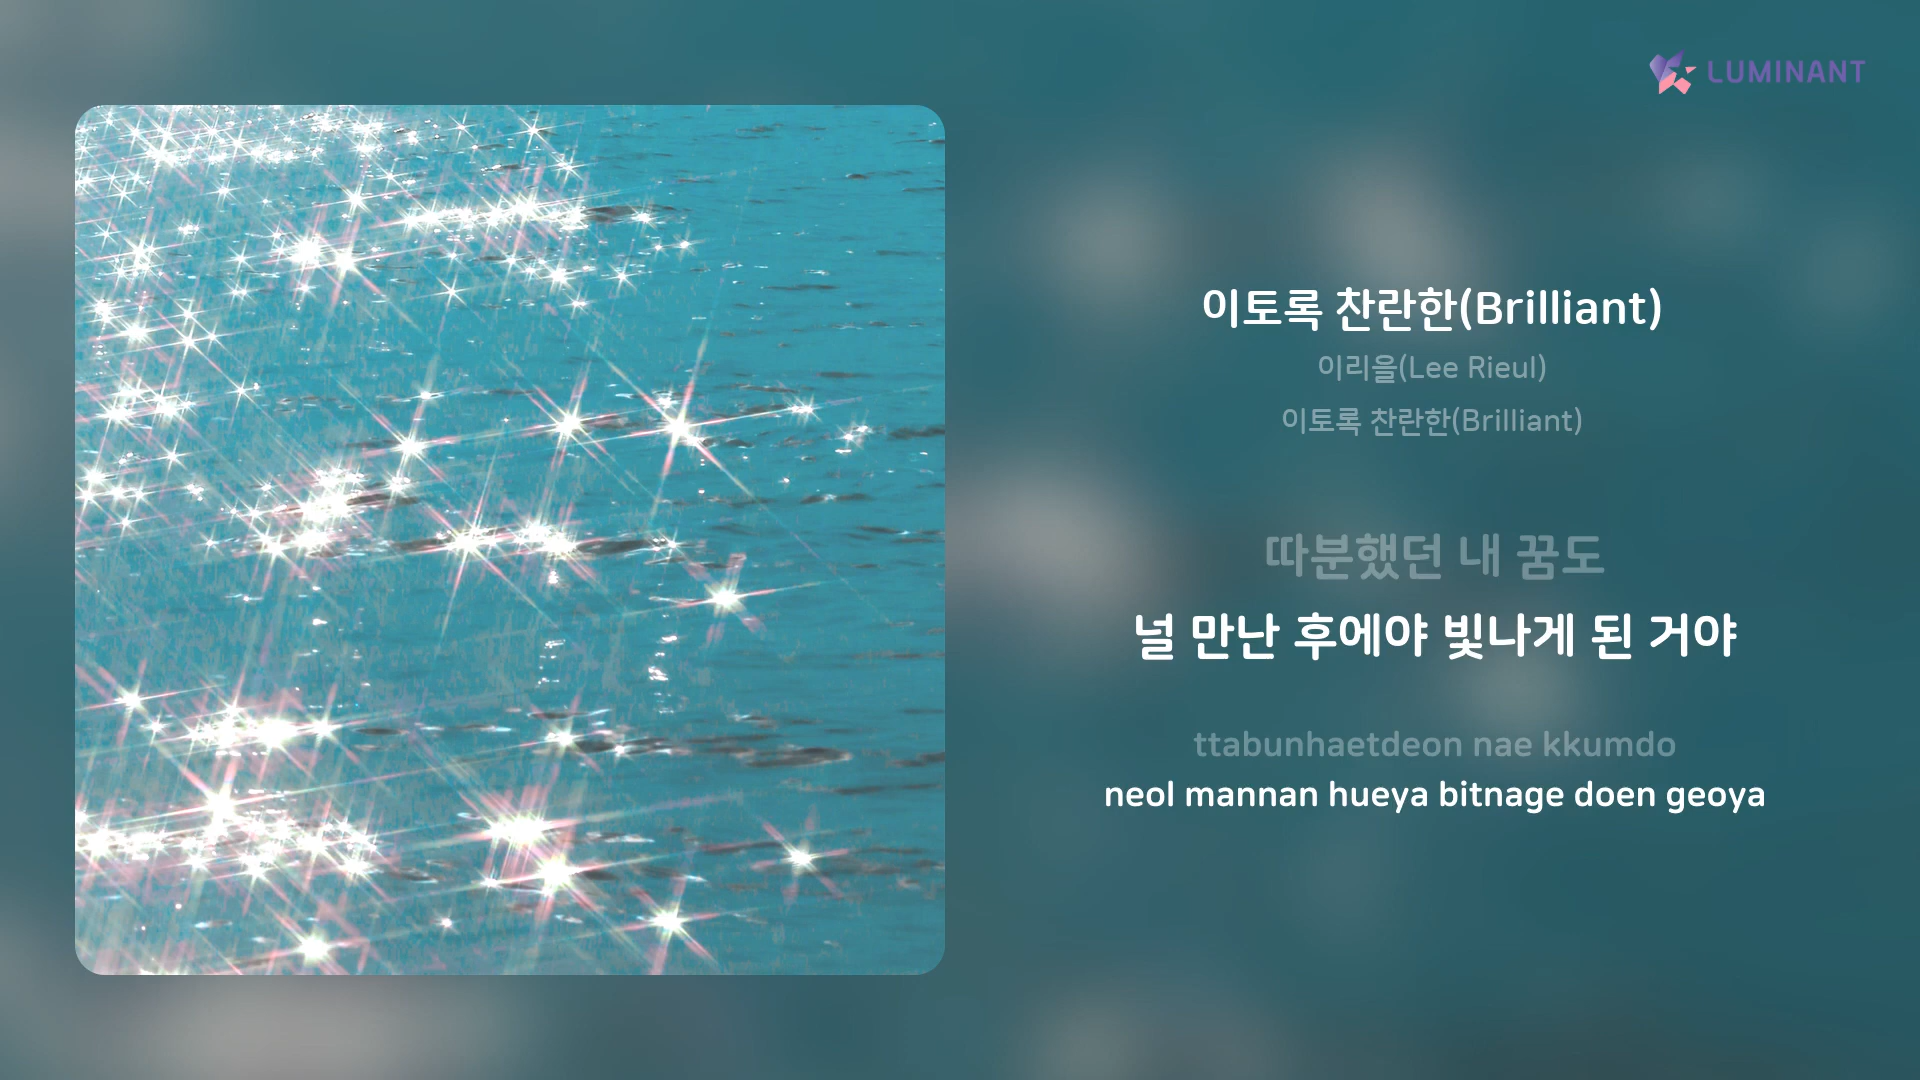 LUMINANT
이토록 찬란한(Brilliant)
이리을(Lee Rieul)
이토록 찬란한(Brilliant)
따분했던 내 꿈도
널 만난 후에야 빛나게 된 거야
ttabunhaetdeon nae kkumdo
neol mannan hueya bitnage doen geoya